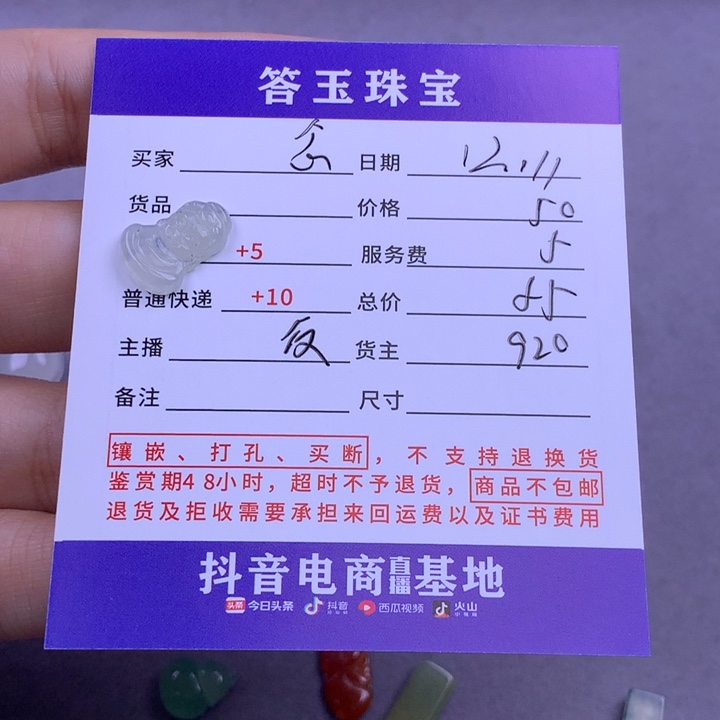 答玉珠宝
买家 日期 12.11
货品 价格 50
+5 服务费 5
普通快递 +10 总价 65
主播 反 货主 920
备注 尺寸
镶嵌、打孔、买断，不支持退换货
鉴赏期48小时，超时不予退货，商品不包邮
退货及拒收需要承担来回运费以及证书费用
抖音电商直播基地
头条 今日头条 抖音 西瓜视频 火山